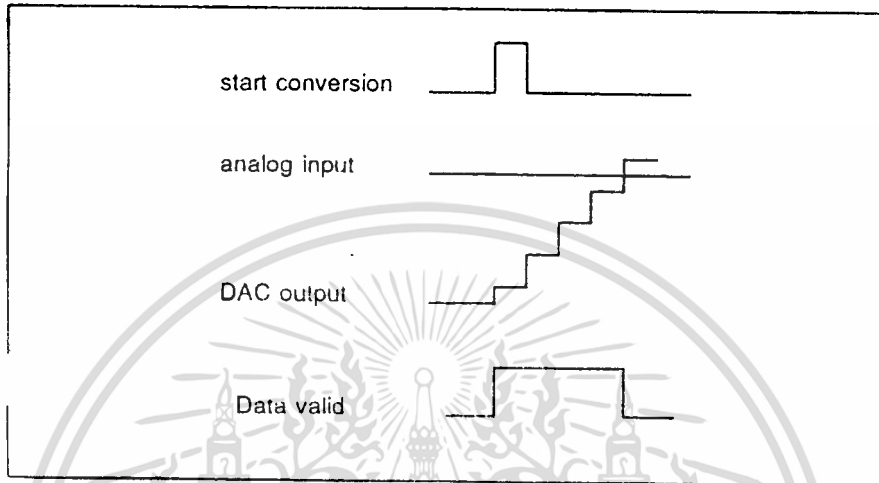 start conversion
analog input
DAC output
Data valid